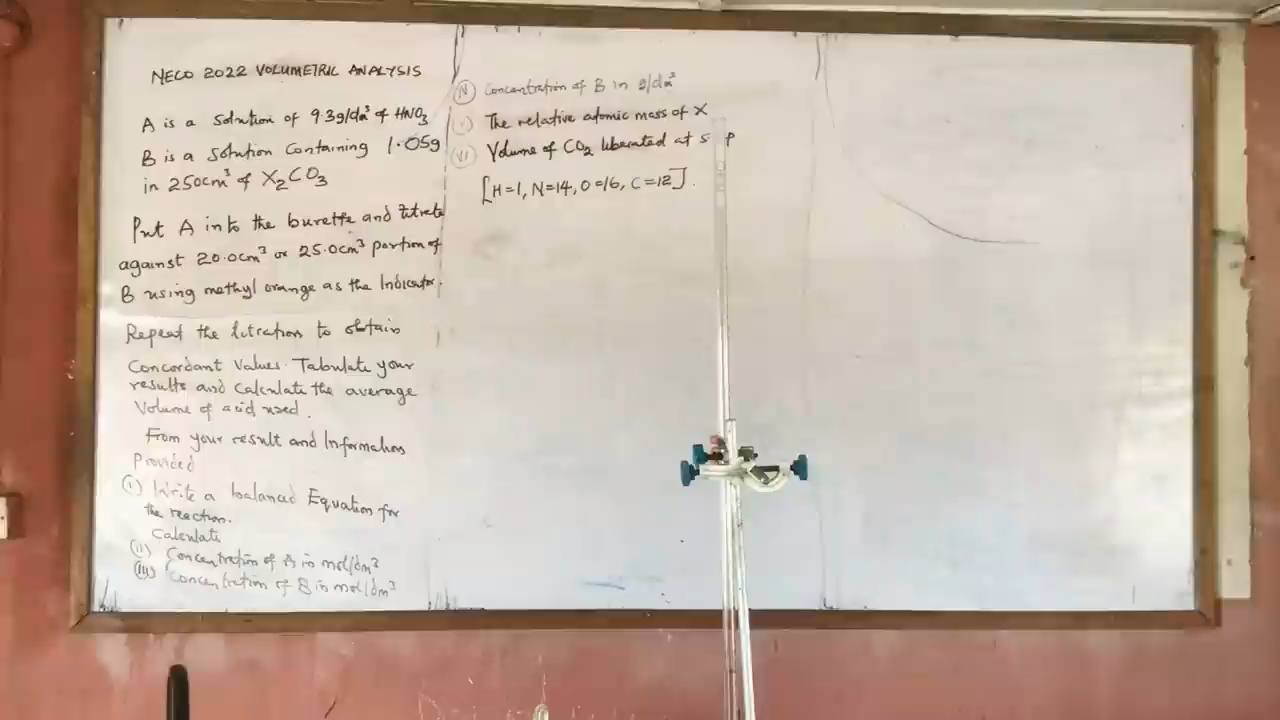 NECO 2022 VOLUMETRIC ANALYSIS
A is a solution of 9.3g/dm³ of HNO₃
B is a solution containing 1.05g
in 250cm³ of X₂CO₃
Put A into the burette and titrate
against 20.0cm³ or 25.0cm³ portion of
B using methyl orange as the Indicator.
Repeat the titration to obtain
Concordant Values. Tabulate your
results and calculate the average
Volume of acid used.
From your result and Information
Provided
(i) Write a balanced Equation for
the reaction.
Calculate
(ii) Concentration of A in mol/dm³
(iii) Concentration of B in mol/dm³
(iv) Concentration of B in g/dm³
(v) The relative atomic mass of X
(vi) Volume of CO₂ liberated at s p
[H=1, N=14, O=16, C=12].